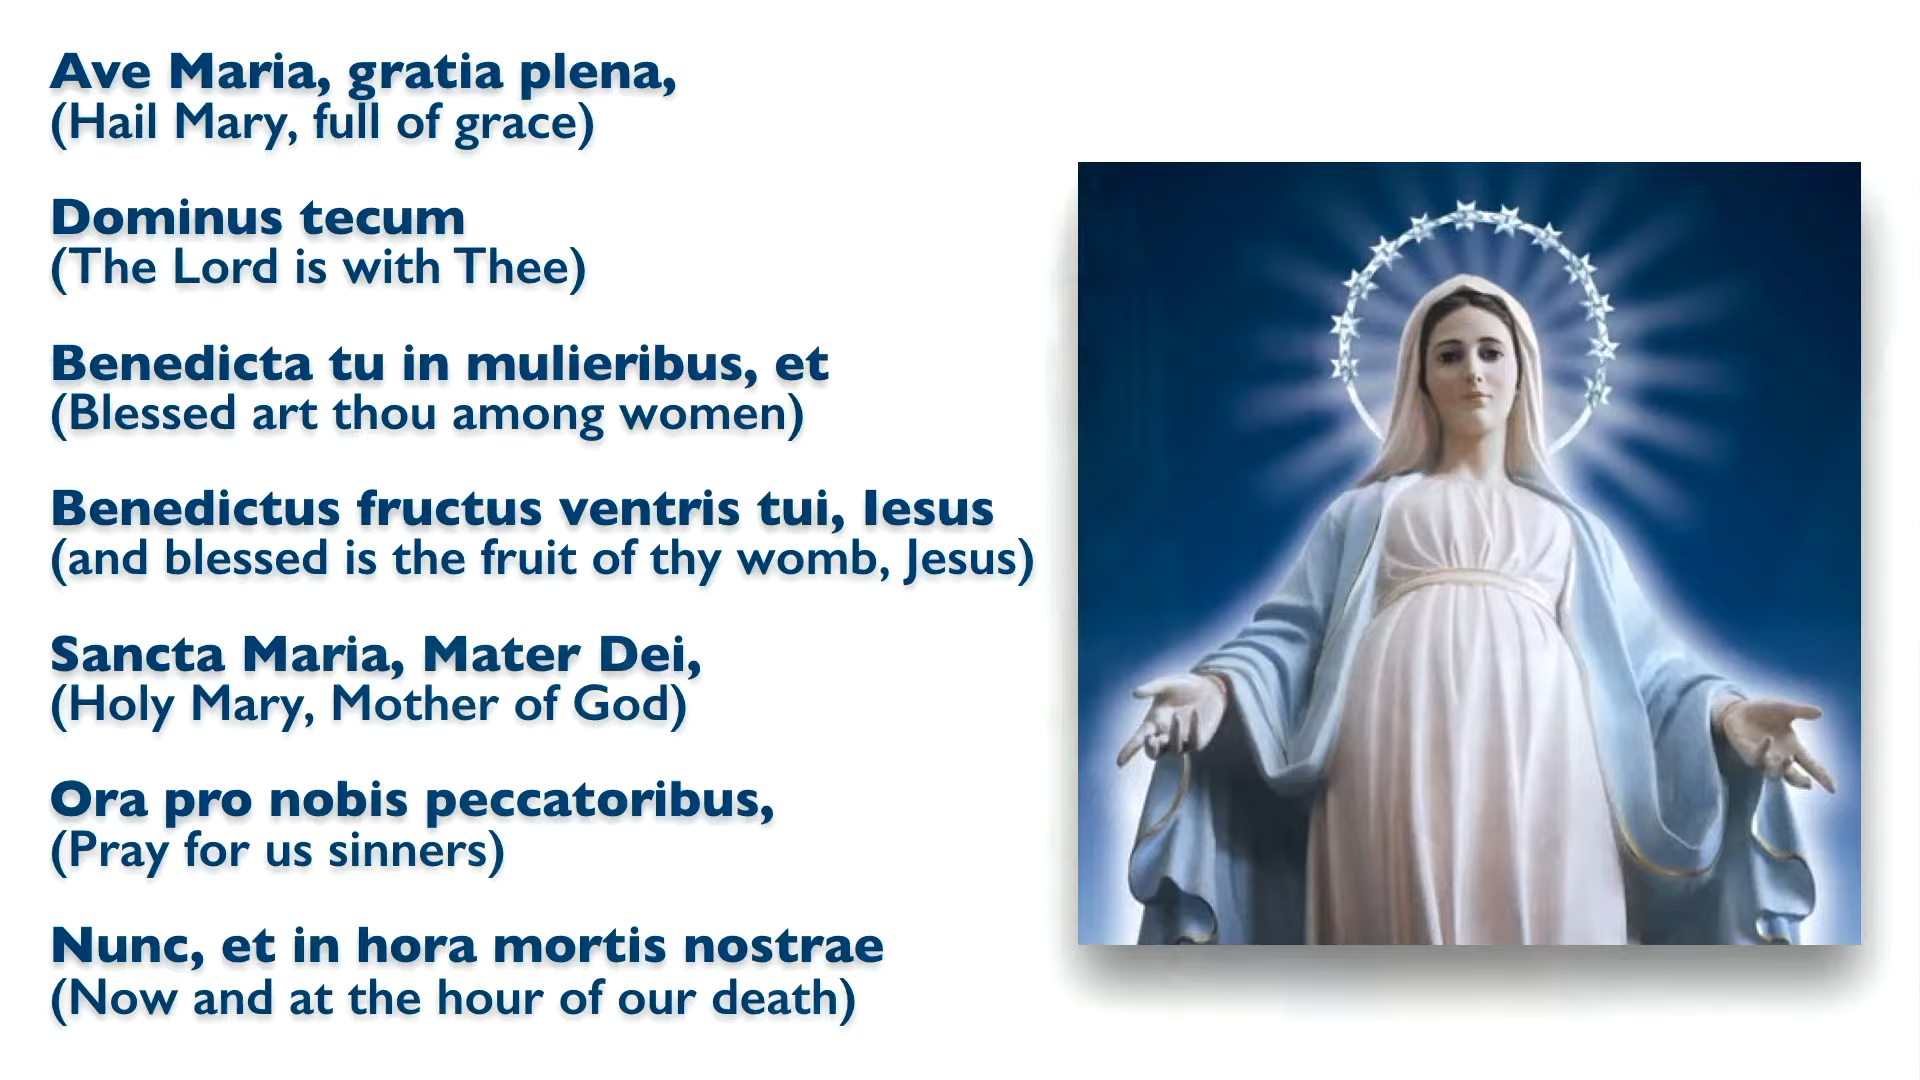 Ave Maria, gratia plena,
(Hail Mary, full of grace)
Dominus tecum
(The Lord is with Thee)
Benedicta tu in mulieribus, et
(Blessed art thou among women)
Benedictus fructus ventris tui, Iesus
(and blessed is the fruit of thy womb, Jesus)
Sancta Maria, Mater Dei,
(Holy Mary, Mother of God)
Ora pro nobis peccatoribus,
(Pray for us sinners)
Nunc, et in hora mortis nostrae
(Now and at the hour of our death)